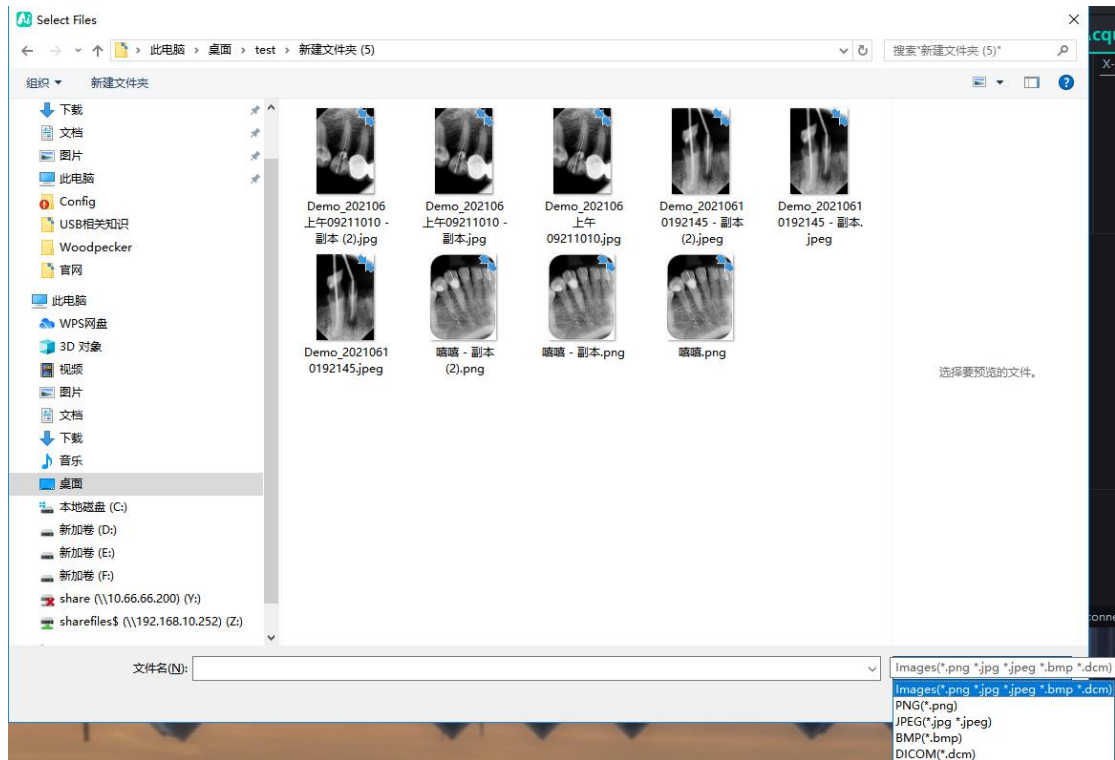 Select Files
此电脑 › 桌面 › test › 新建文件夹 (5)
搜索"新建文件夹 (5)"
组织
新建文件夹
下载
文档
图片
此电脑
Config
USB相关知识
Woodpecker
官网
此电脑
WPS网盘
3D 对象
视频
图片
文档
下载
音乐
桌面
本地磁盘 (C:)
新加卷 (D:)
新加卷 (E:)
新加卷 (F:)
share (\\10.66.66.200) (Y:)
sharefiles$ (\\192.168.10.252) (Z:)
Demo_202106
上午09211010 -
副本 (2).jpg
Demo_202106
上午09211010 -
副本.jpg
Demo_202106
上午
09211010.jpg
Demo_2021061
0192145 - 副本
(2).jpeg
Demo_2021061
0192145 - 副本.
jpeg
Demo_2021061
0192145.jpeg
嘻嘻 - 副本
(2).png
嘻嘻 - 副本.png
嘻嘻.png
选择要预览的文件。
文件名(N):
Images(*.png *.jpg *.jpeg *.bmp *.dcm)
Images(*.png *.jpg *.jpeg *.bmp *.dcm)
PNG(*.png)
JPEG(*.jpg *.jpeg)
BMP(*.bmp)
DICOM(*.dcm)